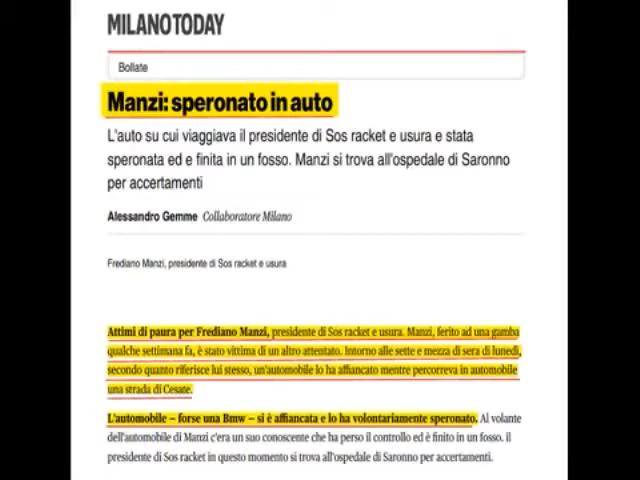 MILANOTODAY
Bollate
Manzi: speronato in auto
L'auto su cui viaggiava il presidente di Sos racket e usura e stata
speronata ed e finita in un fosso. Manzi si trova all'ospedale di Saronno
per accertamenti
Alessandro Gemme Collaboratore Milano
Frediano Manzi, presidente di Sos racket e usura
Attimi di paura per Frediano Manzi, presidente di Sos racket e usura. Manzi, ferito ad una gamba
qualche settimana fa, è stato vittima di un altro attentato. Intorno alle sette e mezza di sera di lunedì,
secondo quanto riferisce lui stesso, un'automobile lo ha affiancato mentre percorreva in automobile
una strada di Cesate.
L'automobile – forse una Bmw – si è affiancata e lo ha volontariamente speronato. Al volante
dell'automobile di Manzi c'era un suo conoscente che ha perso il controllo ed è finito in un fosso. il
presidente di Sos racket in questo momento si trova all'ospedale di Saronno per accertamenti.